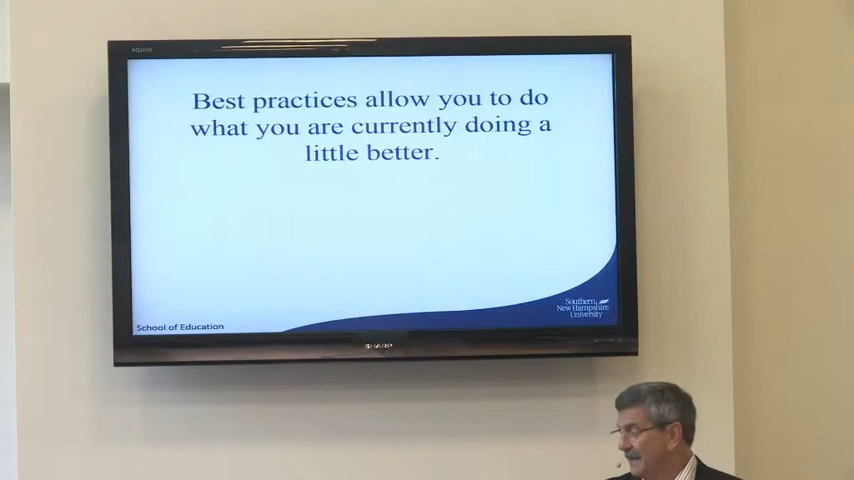 AQUOS
Best practices allow you to do
what you are currently doing a
little better.
Southern
New Hampshire
University
School of Education
SHARP